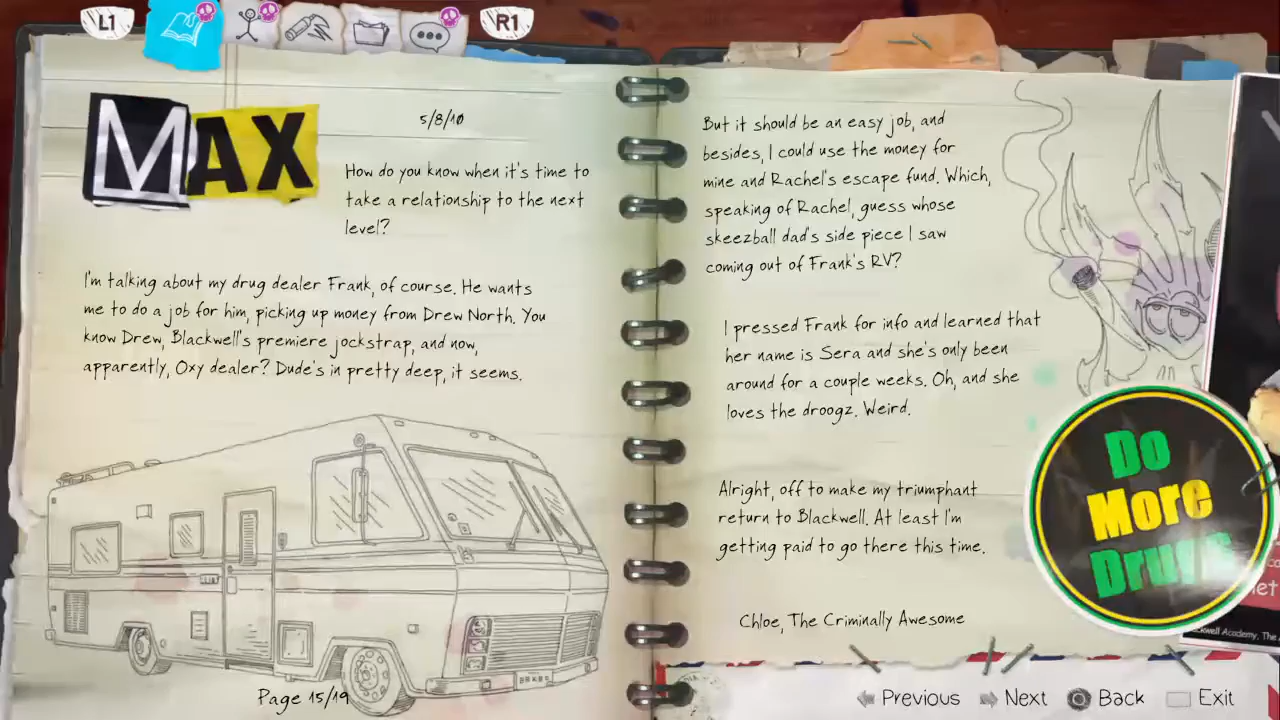 L1
R1
MAX
5/8/10
How do you know when it's time to
take a relationship to the next
level?
I'm talking about my drug dealer Frank, of course. He wants
me to do a job for him, picking up money from Drew North. You
know Drew, Blackwell's premiere jockstrap, and now,
apparently, Oxy dealer? Dude's in pretty deep, it seems.
Page 15/19
But it should be an easy job, and
besides, I could use the money for
mine and Rachel's escape fund. Which,
speaking of Rachel, guess whose
skeezball dad's side piece I saw
coming out of Frank's RV?
I pressed Frank for info and learned that
her name is Sera and she's only been
around for a couple weeks. Oh, and she
loves the droogz. Weird.
Alright, off to make my triumphant
return to Blackwell. At least I'm
getting paid to go there this time.
Chloe, The Criminally Awesome
Do
More
Drugs
Academy, The
Previous
Next
Back
Exit